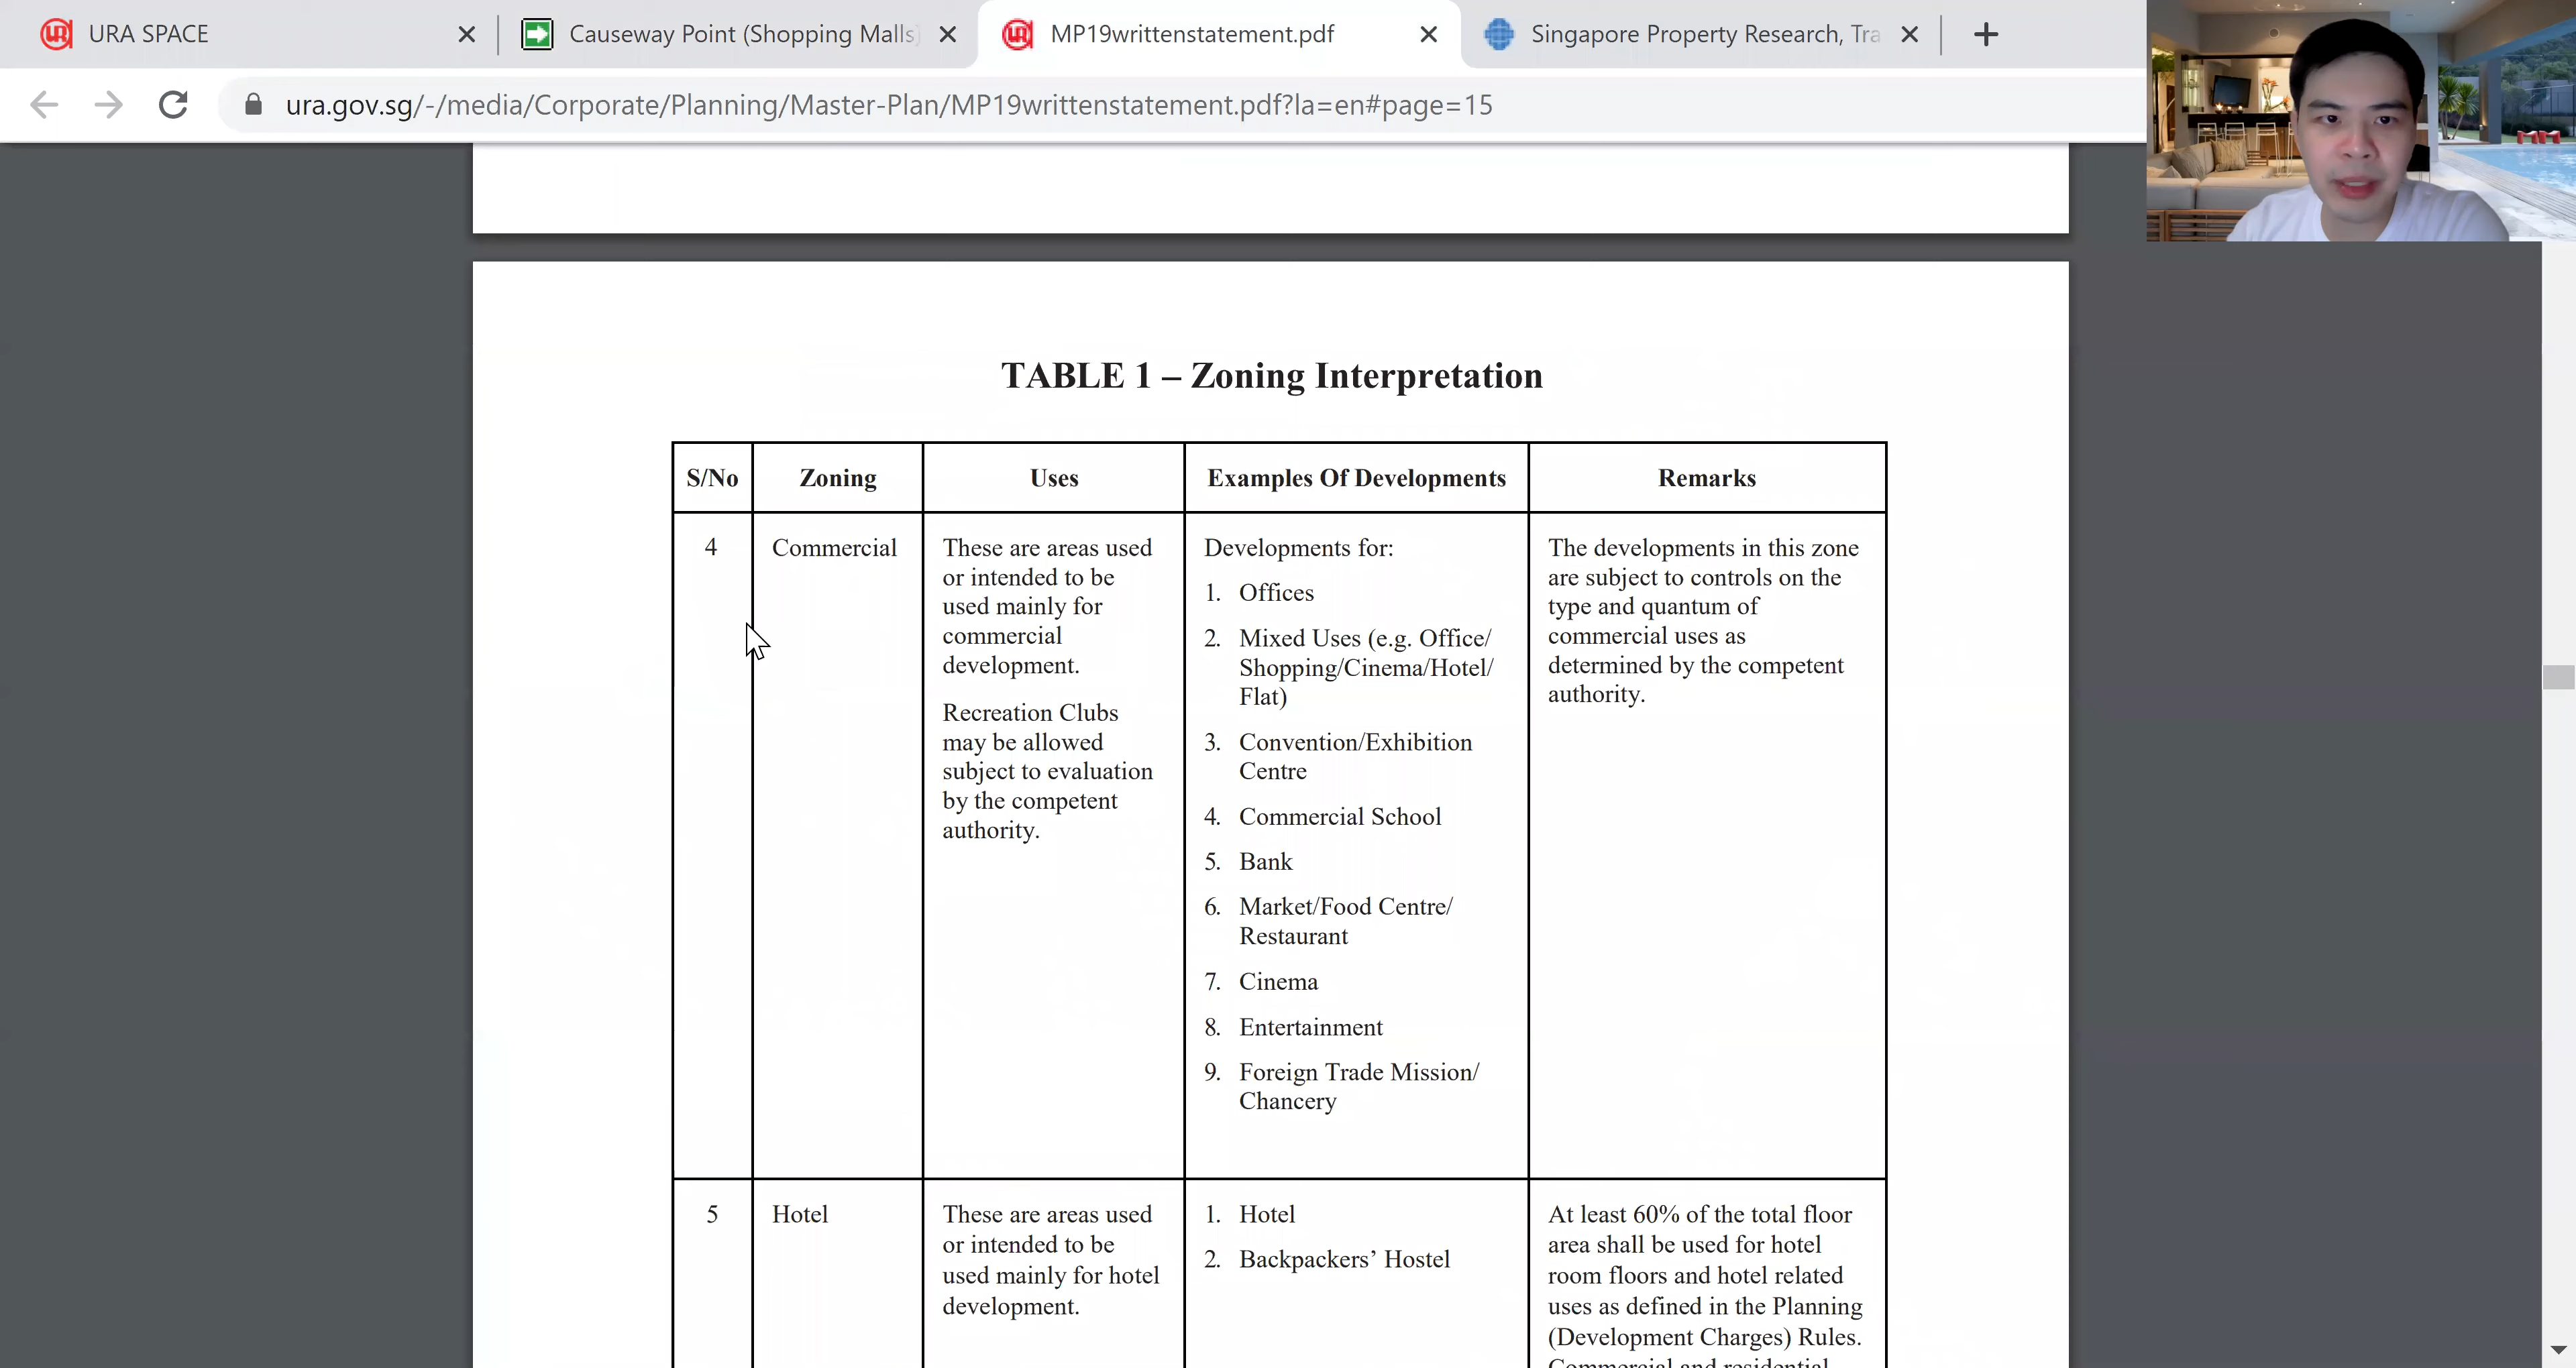 URA SPACE
Causeway Point (Shopping Malls)
MP19writtenstatement.pdf
Singapore Property Research, Tra
ura.gov.sg/-/media/Corporate/Planning/Master-Plan/MP19writtenstatement.pdf?la=en#page=15
TABLE 1 – Zoning Interpretation
S/No
Zoning
Uses
Examples Of Developments
Remarks
4
Commercial
These are areas used
or intended to be
used mainly for
commercial
development.
Recreation Clubs
may be allowed
subject to evaluation
by the competent
authority.
Developments for:
1. Offices
2. Mixed Uses (e.g. Office/
Shopping/Cinema/Hotel/
Flat)
3. Convention/Exhibition
Centre
4. Commercial School
5. Bank
6. Market/Food Centre/
Restaurant
7. Cinema
8. Entertainment
9. Foreign Trade Mission/
Chancery
The developments in this zone
are subject to controls on the
type and quantum of
commercial uses as
determined by the competent
authority.
5
Hotel
These are areas used
or intended to be
used mainly for hotel
development.
1. Hotel
2. Backpackers’ Hostel
At least 60% of the total floor
area shall be used for hotel
room floors and hotel related
uses as defined in the Planning
(Development Charges) Rules.
Commercial and residential